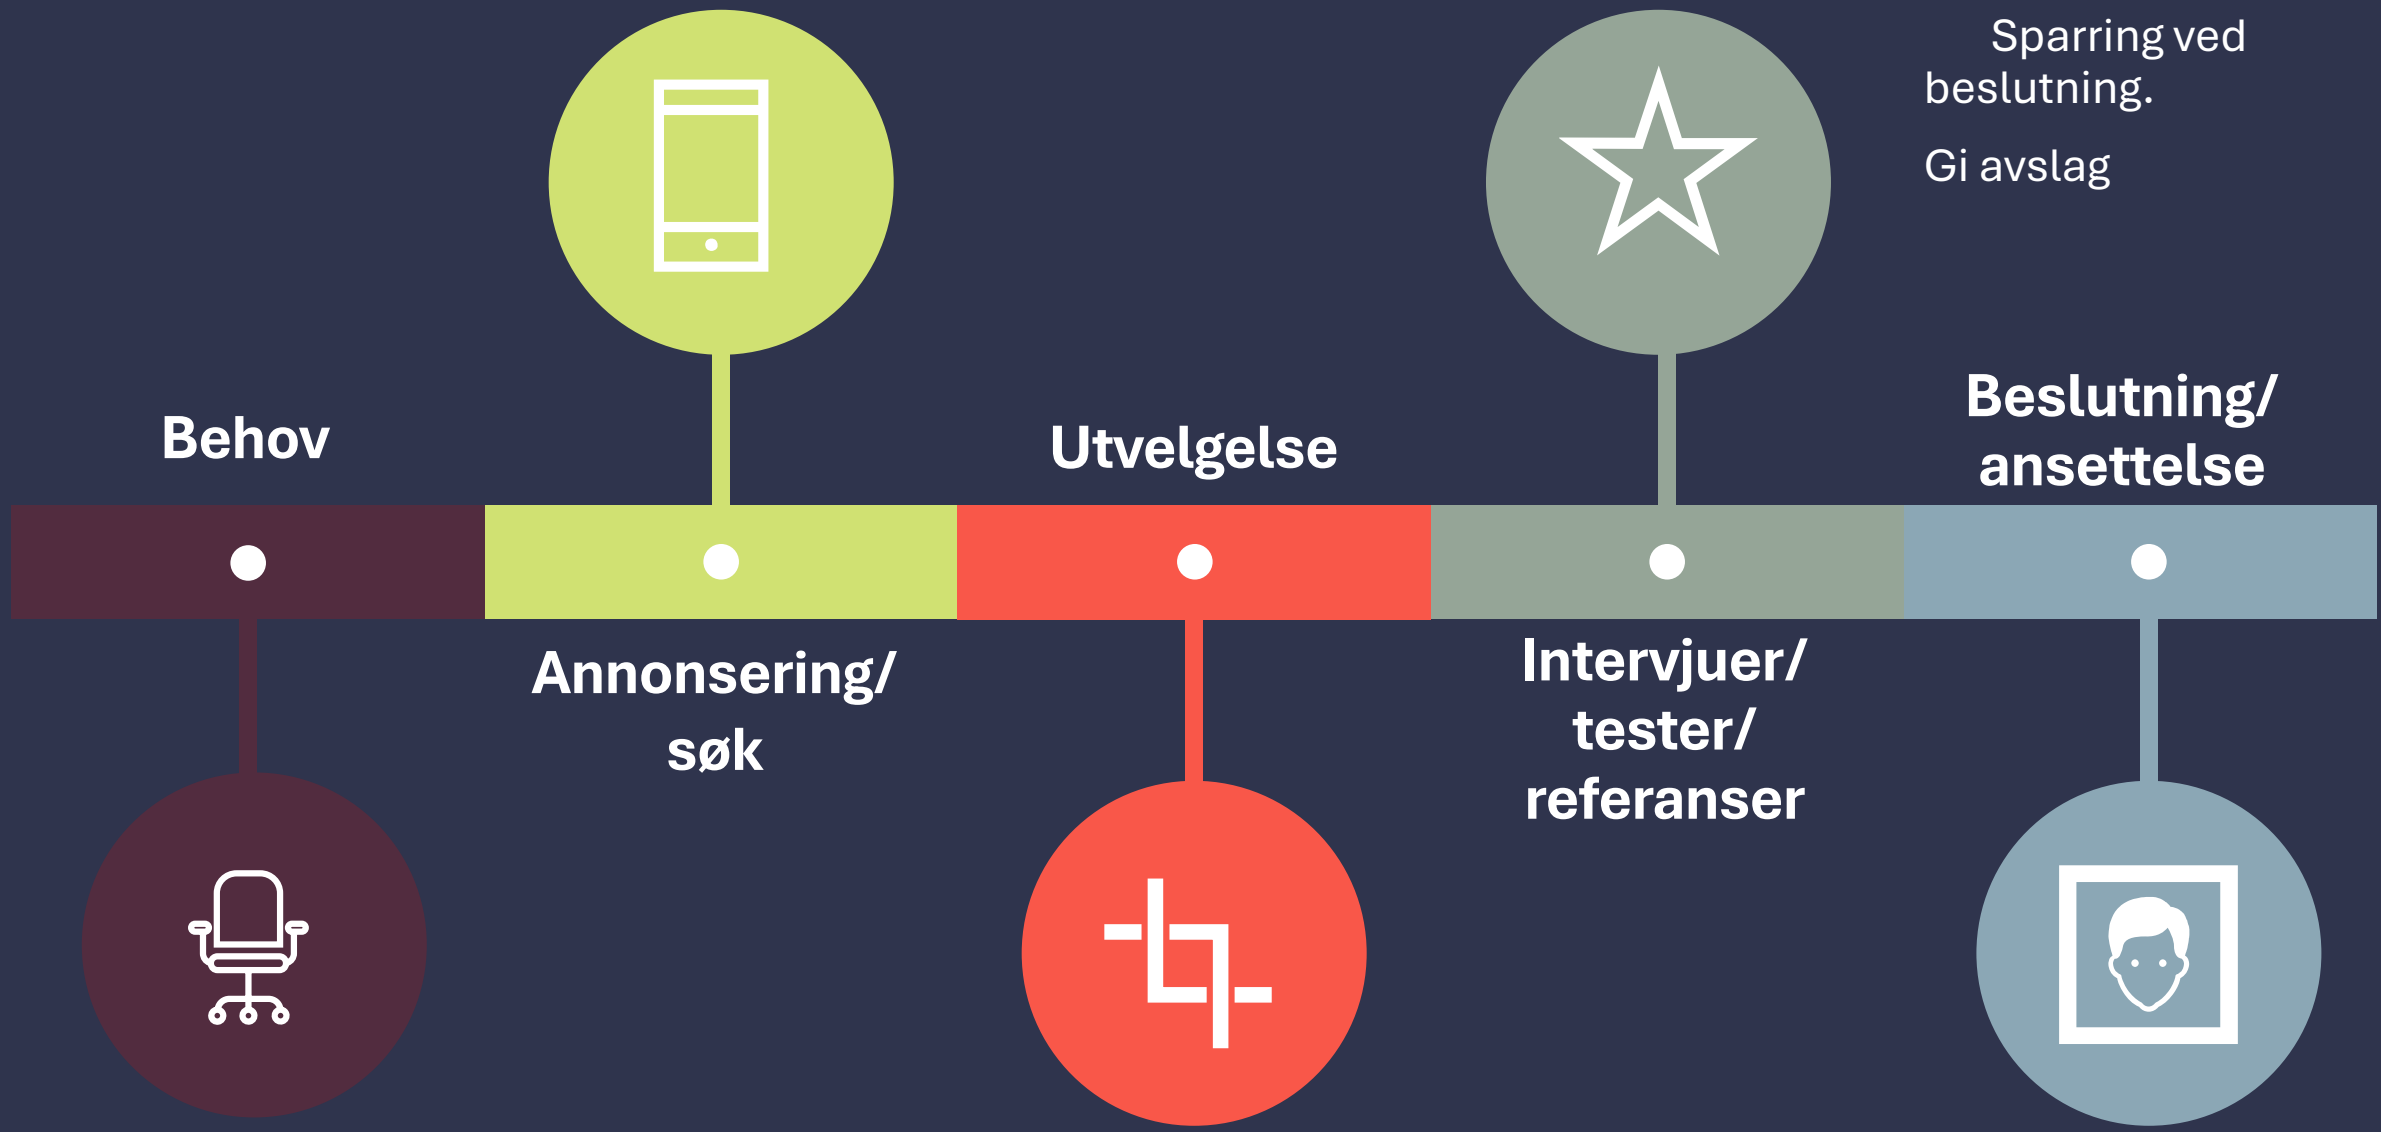 Behov
Annonsering/
søk
Utvelgelse
Intervjuer/
tester/
referanser
Sparring ved
beslutning.
Gi avslag
Beslutning/
ansettelse